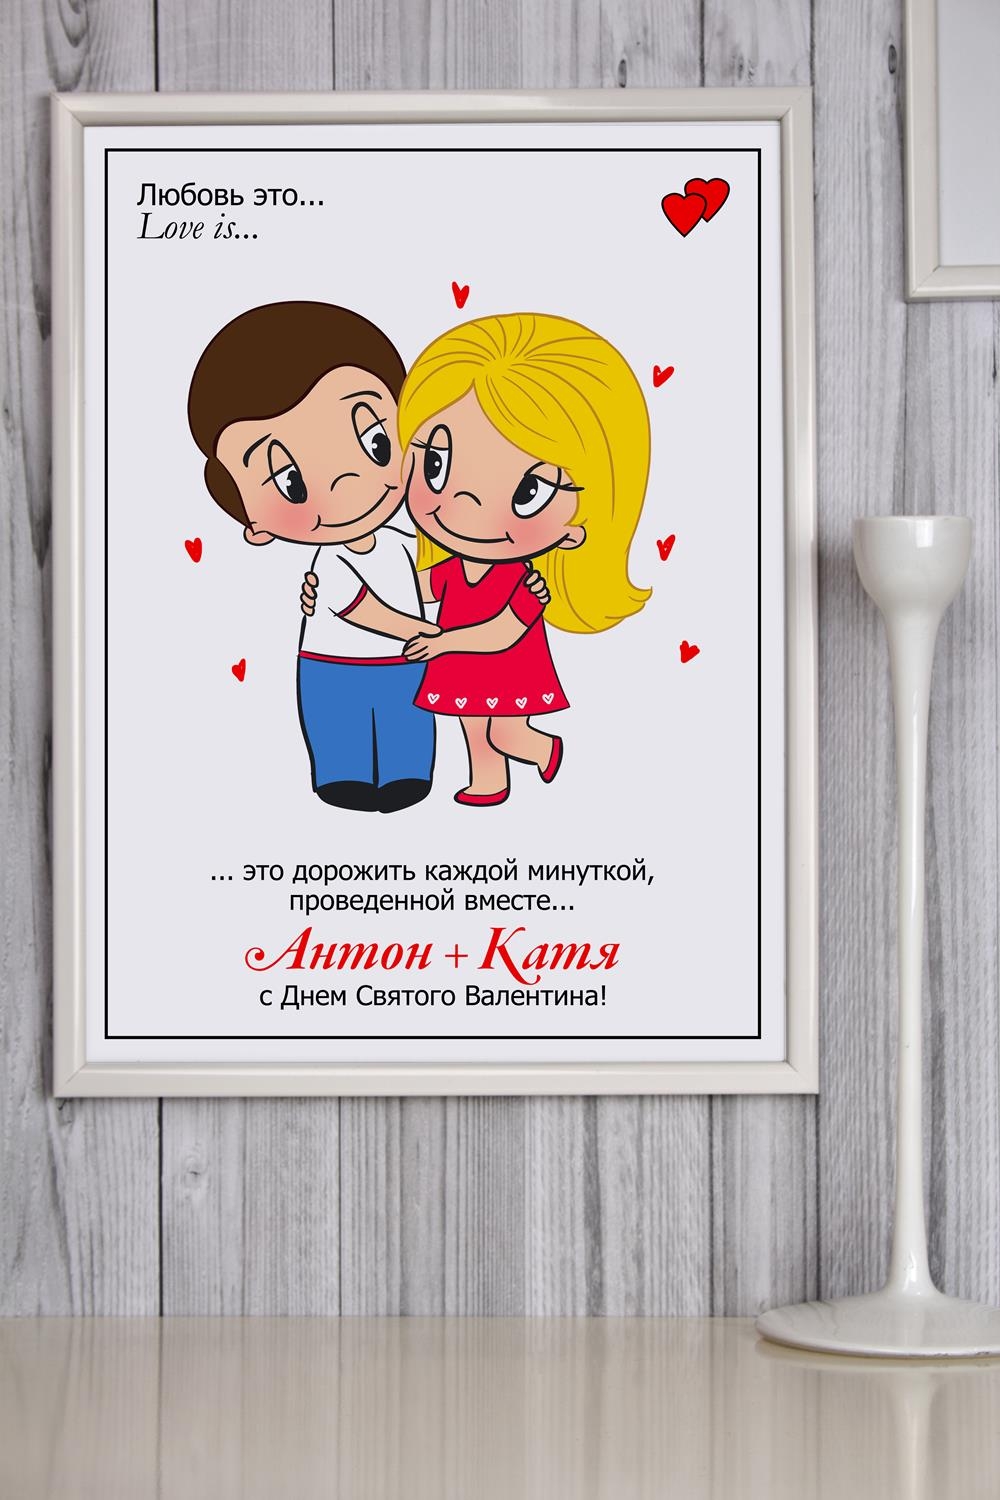 Любовь это...
Love is...
... это дорожить каждой минуткой,
проведенной вместе...
Антон + Катя
с Днем Святого Валентина!